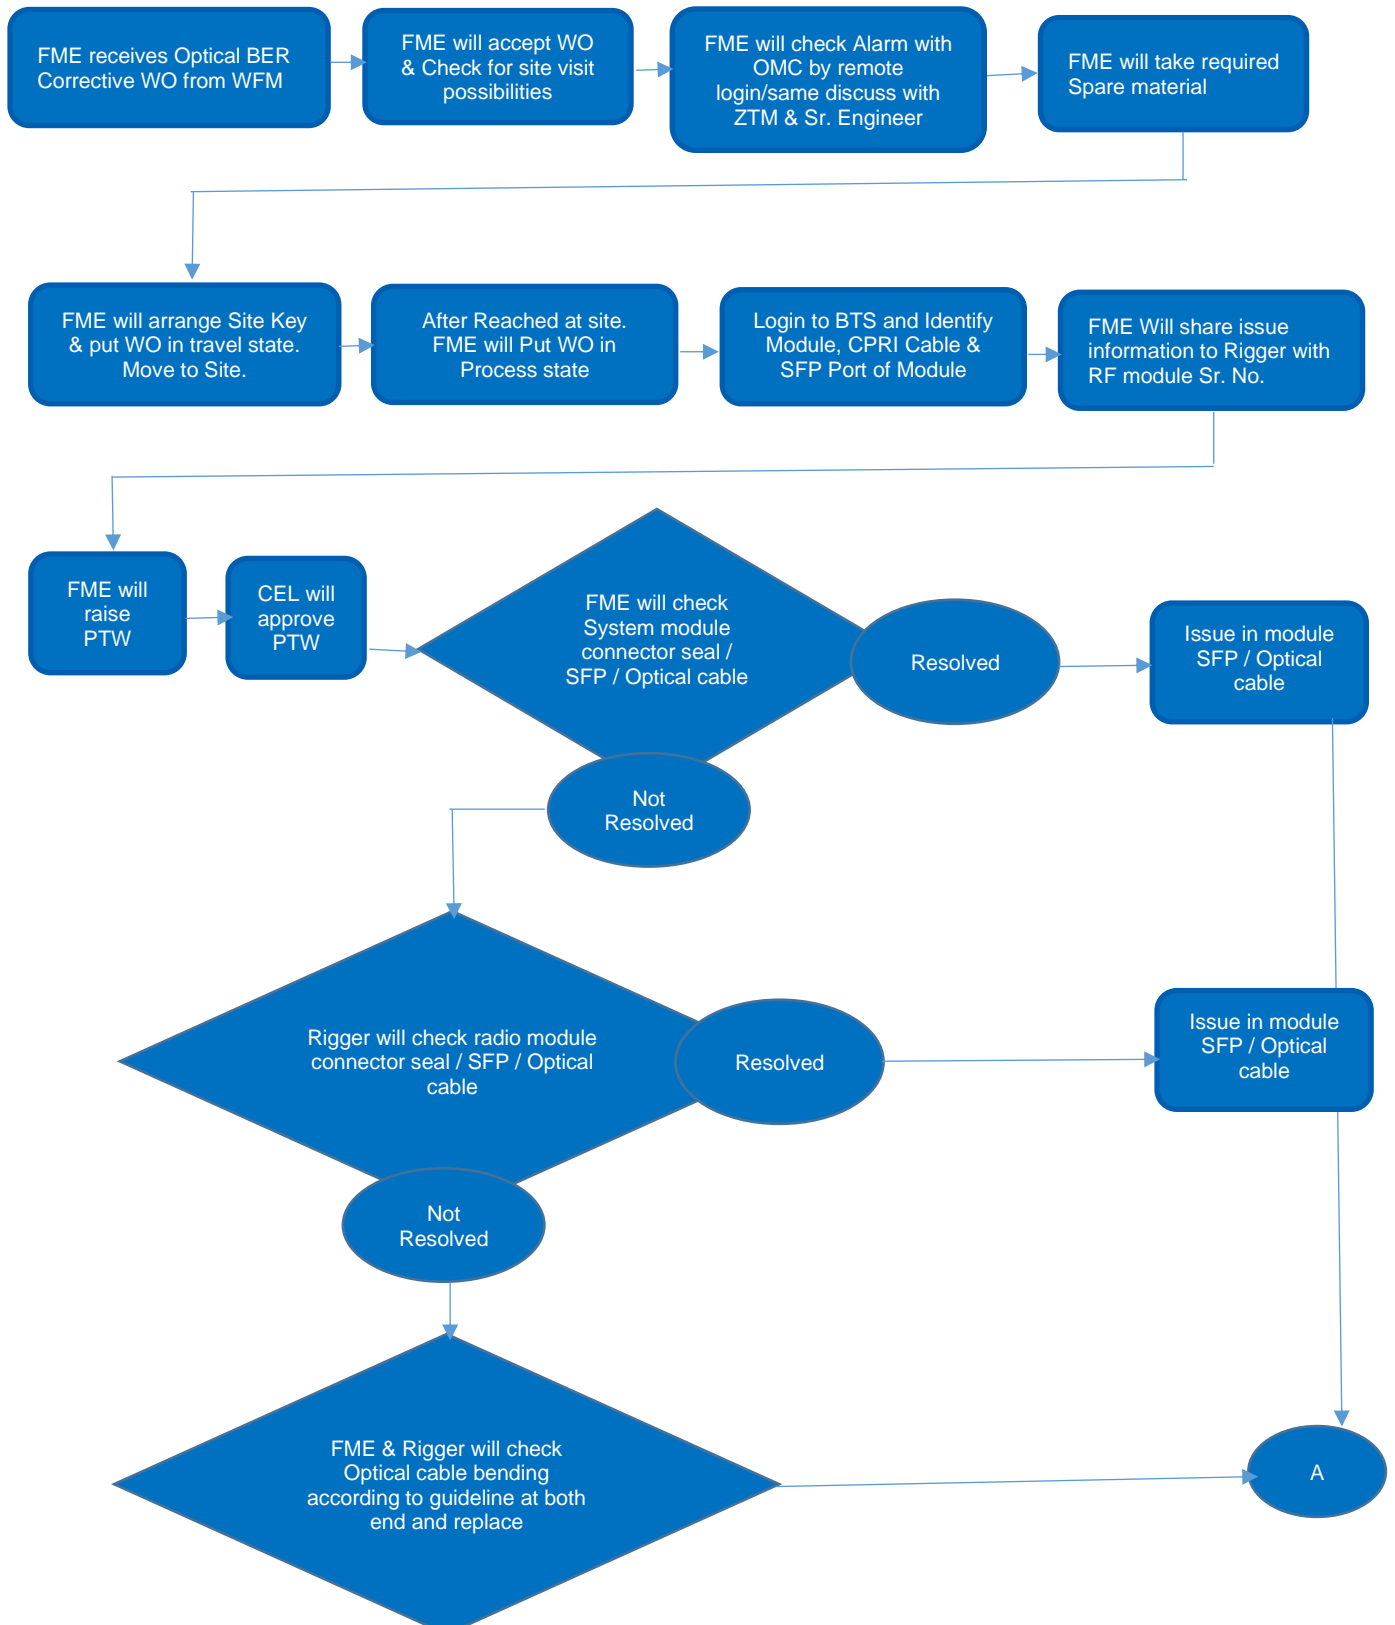 FME receives Optical BER
Corrective WO from WFM
FME will accept WO
& Check for site visit
possibilities
FME will check Alarm with
OMC by remote
login/same discuss with
ZTM & Sr. Engineer
FME will take required
Spare material
FME will arrange Site Key
& put WO in travel state.
Move to Site.
After Reached at site.
FME will Put WO in
Process state
Login to BTS and Identify
Module, CPRI Cable &
SFP Port of Module
FME Will share issue
information to Rigger with
RF module Sr. No.
FME will
raise
PTW
CEL will
approve
PTW
FME will check
System module
connector seal /
SFP / Optical cable
Resolved
Issue in module
SFP / Optical
cable
Not
Resolved
Rigger will check radio module
connector seal / SFP / Optical
cable
Resolved
Issue in module
SFP / Optical
cable
Not
Resolved
FME & Rigger will check
Optical cable bending
according to guideline at both
end and replace
A